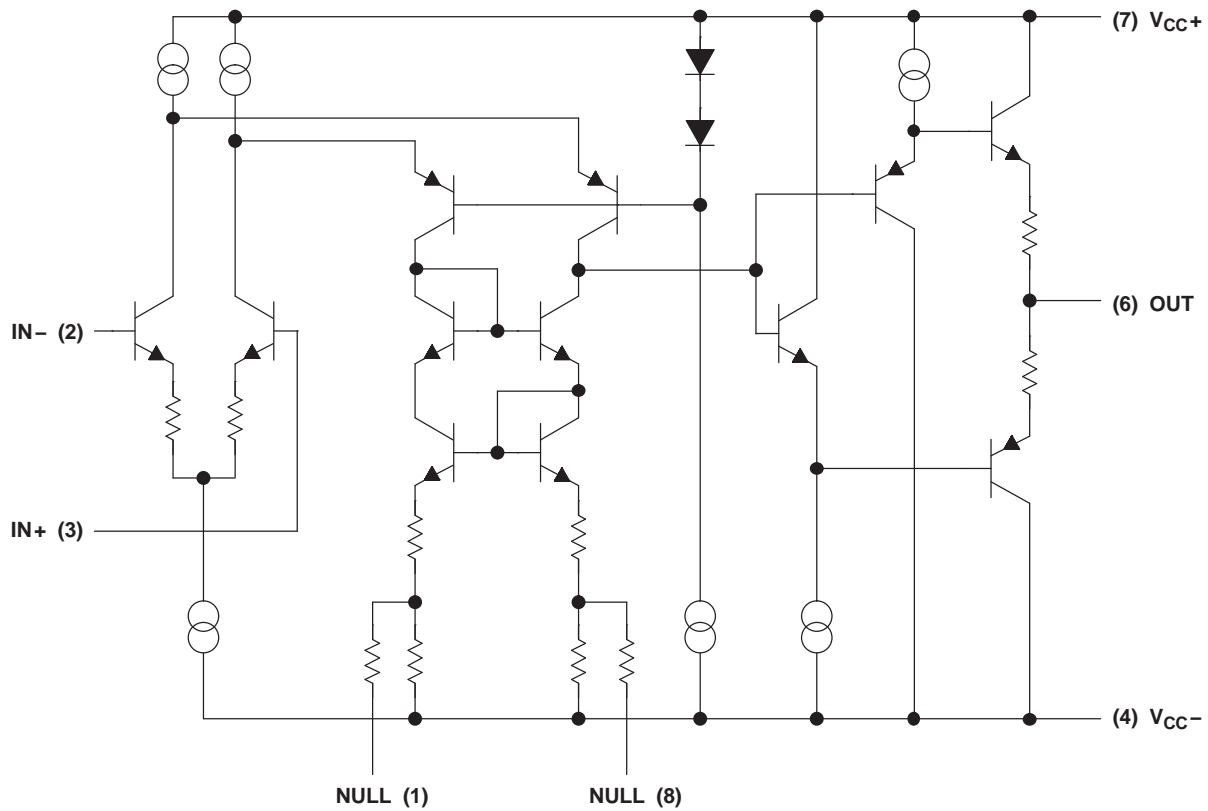 (7) VCC+
IN− (2)
(6) OUT
IN+ (3)
(4) VCC−
NULL (1)
NULL (8)